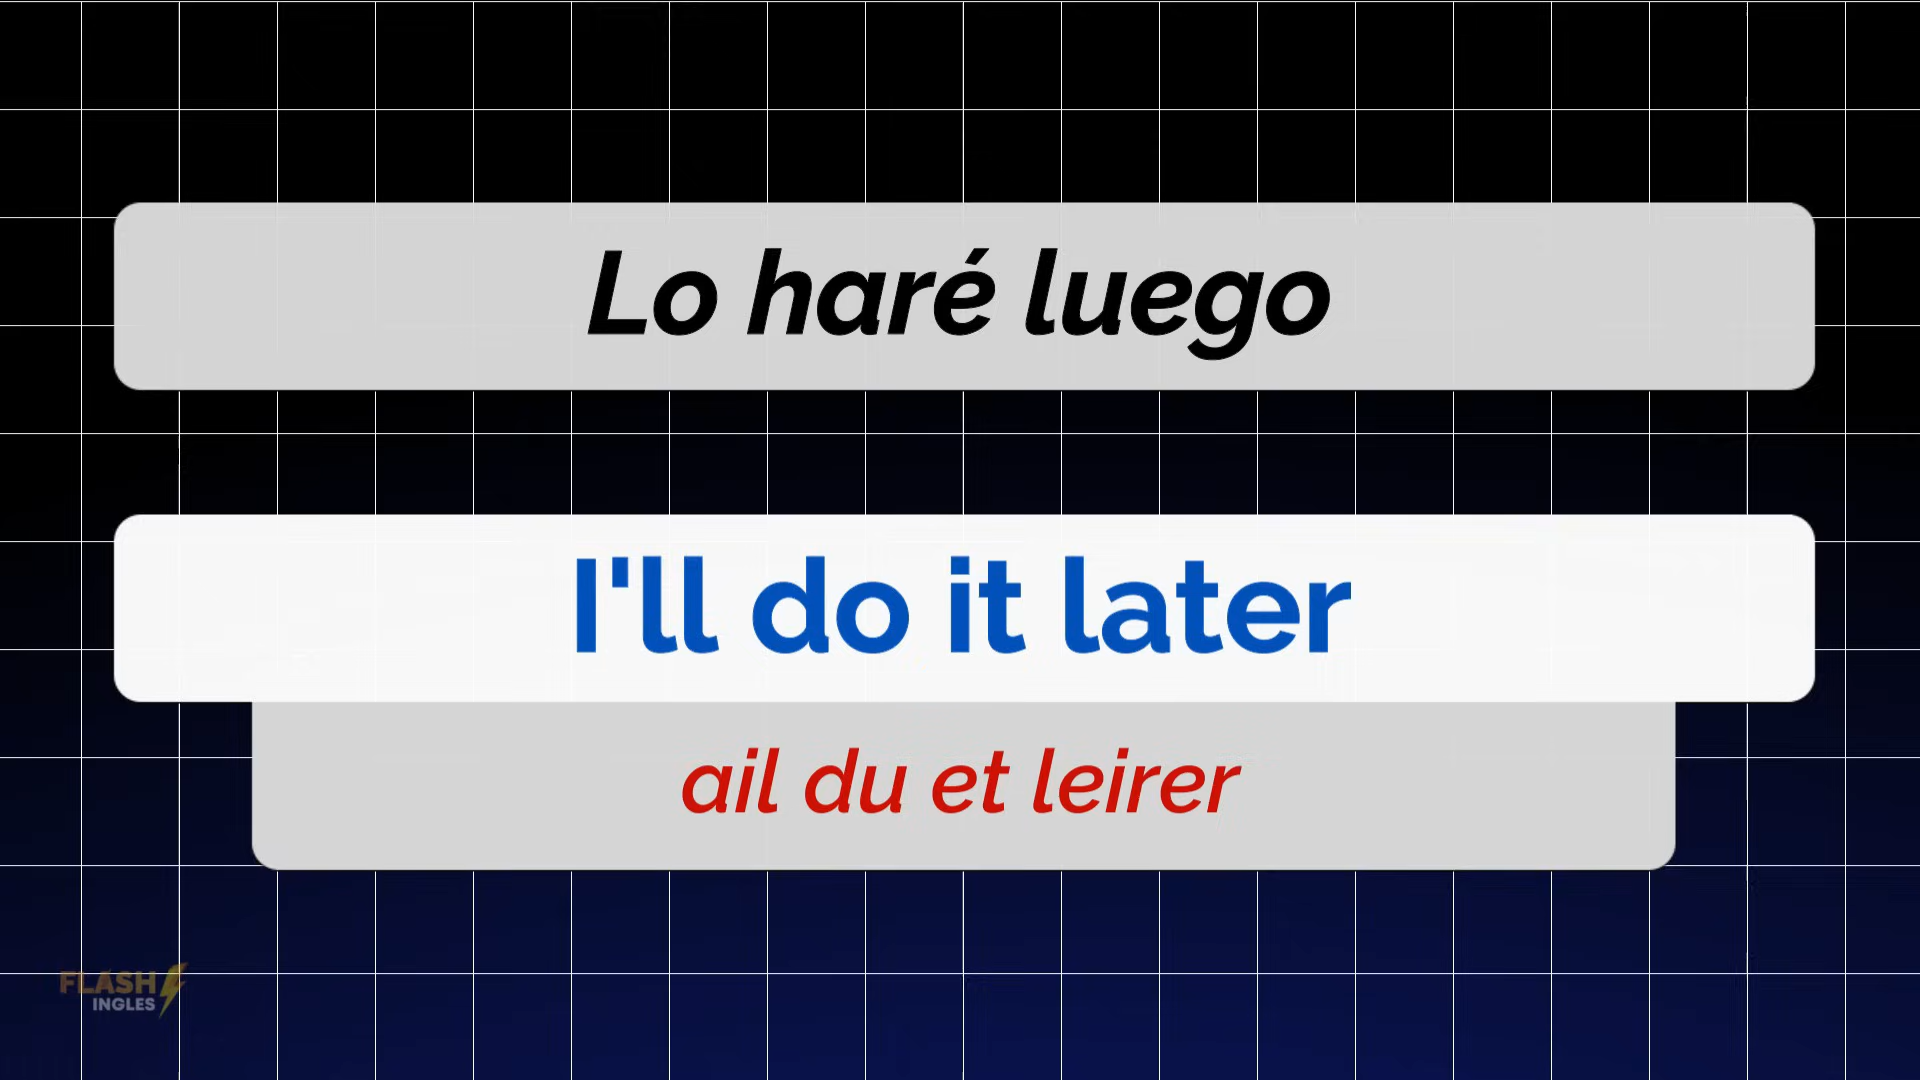 Lo haré luego
I'll do it later
ail du et leirer
FLASH
INGLES